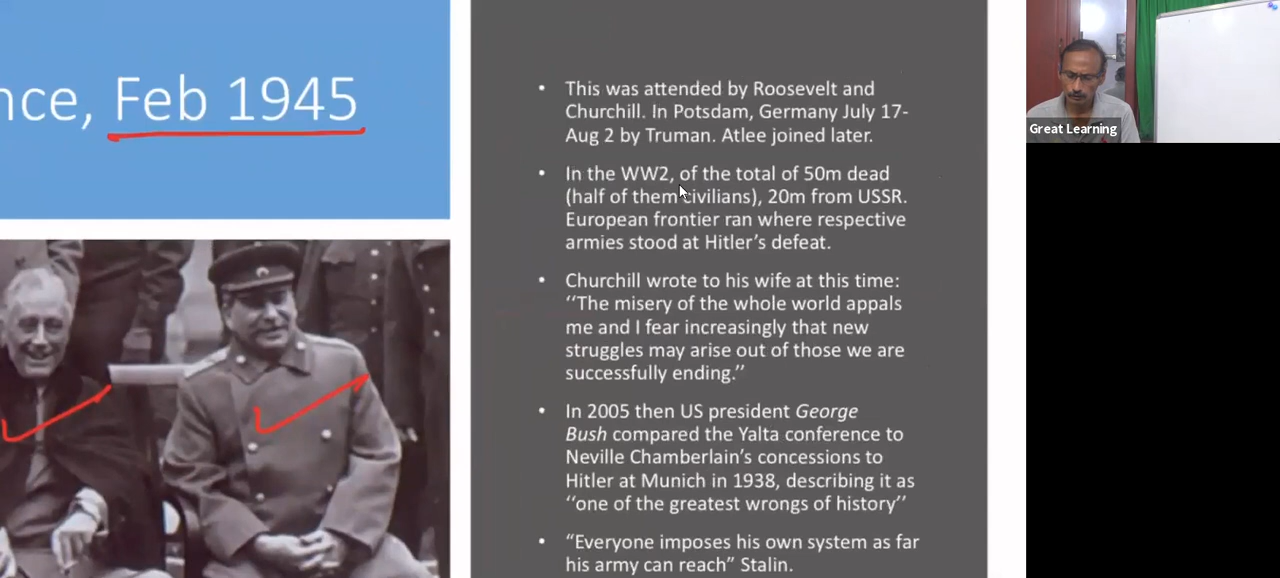 nce, Feb 1945
• This was attended by Roosevelt and
Churchill. In Potsdam, Germany July 17-
Aug 2 by Truman. Atlee joined later.
• In the WW2, of the total of 50m dead
(half of them civilians), 20m from USSR.
European frontier ran where respective
armies stood at Hitler’s defeat.
• Churchill wrote to his wife at this time:
‘‘The misery of the whole world appals
me and I fear increasingly that new
struggles may arise out of those we are
successfully ending.’’
• In 2005 then US president George
Bush compared the Yalta conference to
Neville Chamberlain’s concessions to
Hitler at Munich in 1938, describing it as
‘‘one of the greatest wrongs of history’’
• “Everyone imposes his own system as far
his army can reach” Stalin.
Great Learning